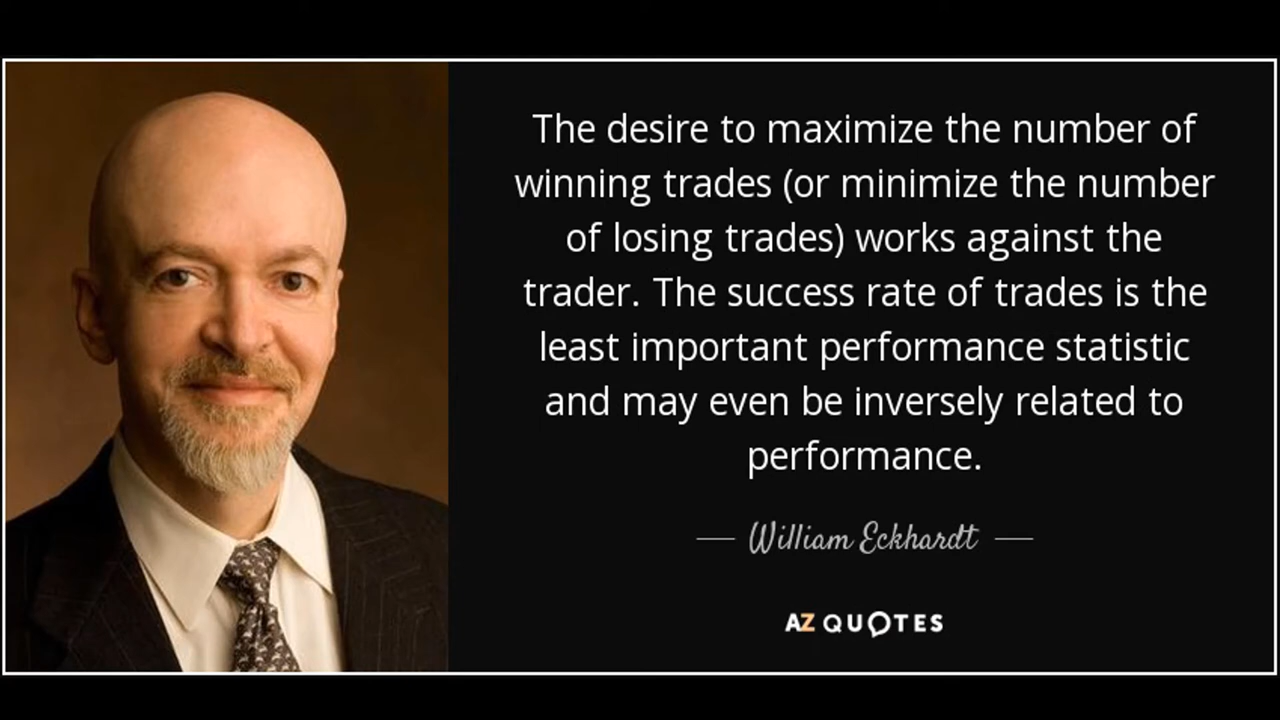 The desire to maximize the number of
winning trades (or minimize the number
of losing trades) works against the
trader. The success rate of trades is the
least important performance statistic
and may even be inversely related to
performance.
William Eckhardt
AZ QUOTES